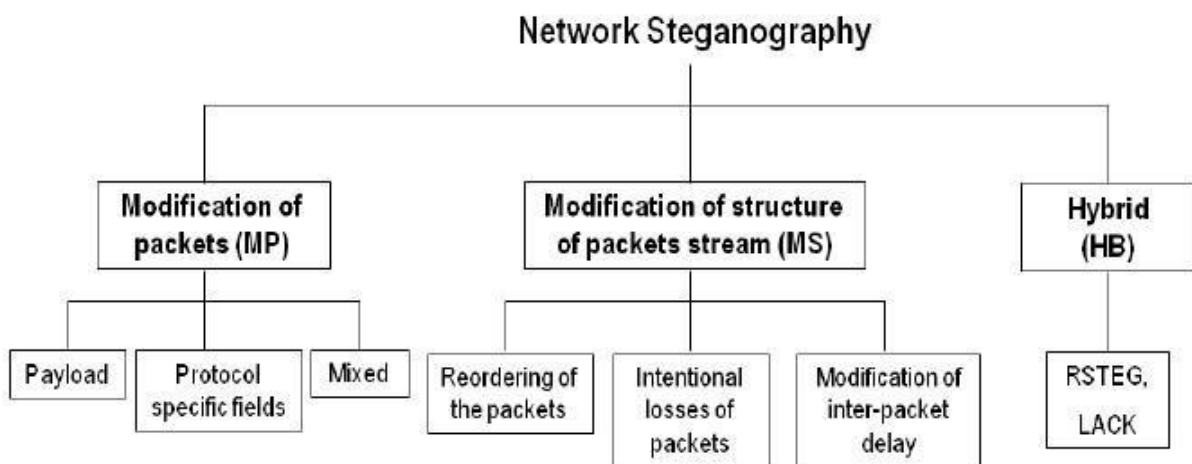 Network Steganography
Modification of
packets (MP)
Modification of structure
of packets stream (MS)
Hybrid
(HB)
Payload
Protocol
specific fields
Mixed
Reordering of
the packets
Intentional
losses of
packets
Modification of
inter-packet
delay
RSTEG,
LACK